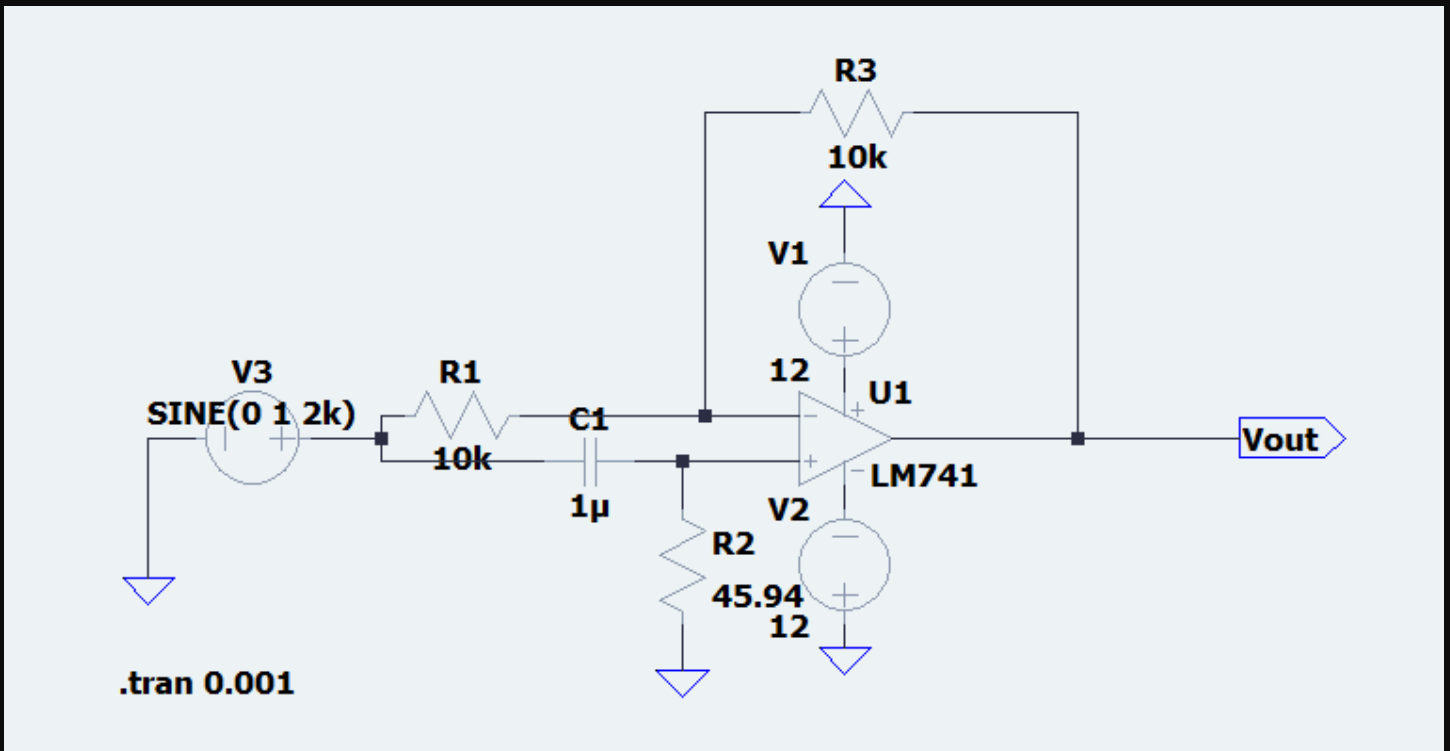 R3
10k
V1
12
U1
V3
SINE(0 1 2k)
R1
10k
C1
1µ
Vout
LM741
V2
12
R2
45.94
.tran 0.001